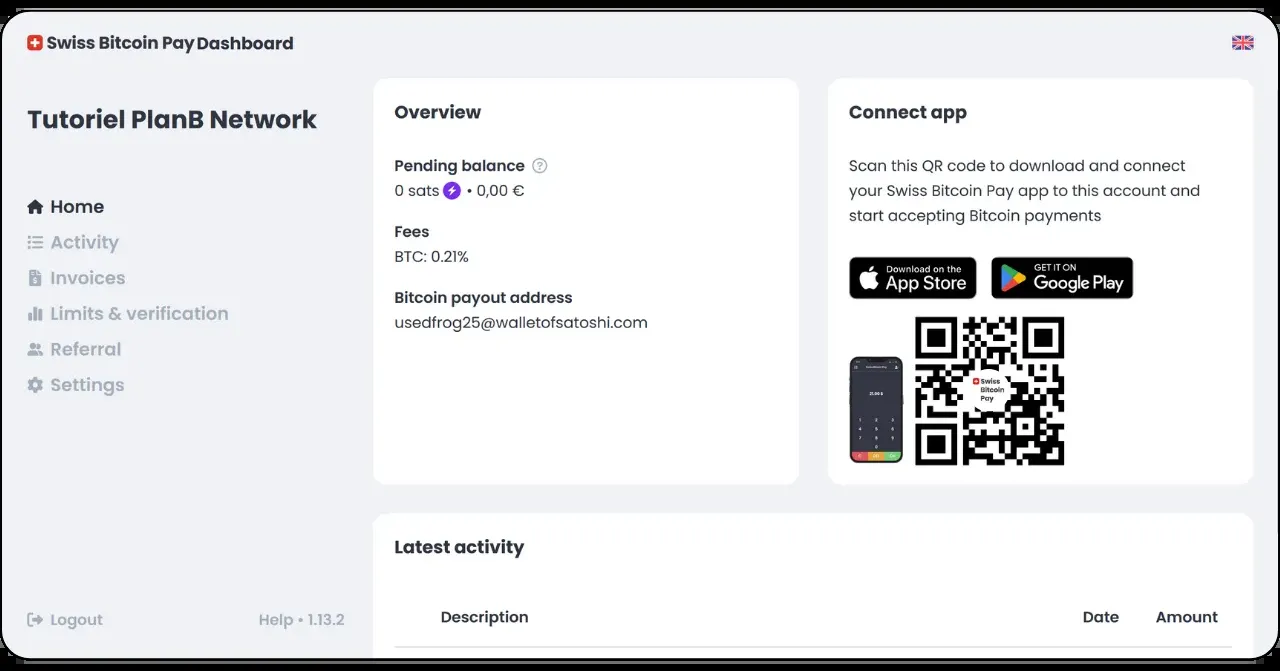 Swiss Bitcoin Pay Dashboard
Tutoriel PlanB Network
Home
Activity
Invoices
Limits & verification
Referral
Settings
Logout
Help • 1.13.2
Overview
Pending balance ?
0 sats • 0,00 €
Fees
BTC: 0.21%
Bitcoin payout address
usedfrog25@walletofsatoshi.com
Connect app
Scan this QR code to download and connect
your Swiss Bitcoin Pay app to this account and
start accepting Bitcoin payments
Download on the
App Store
GET IT ON
Google Play
Swiss
Bitcoin
Pay
Latest activity
Description Date Amount